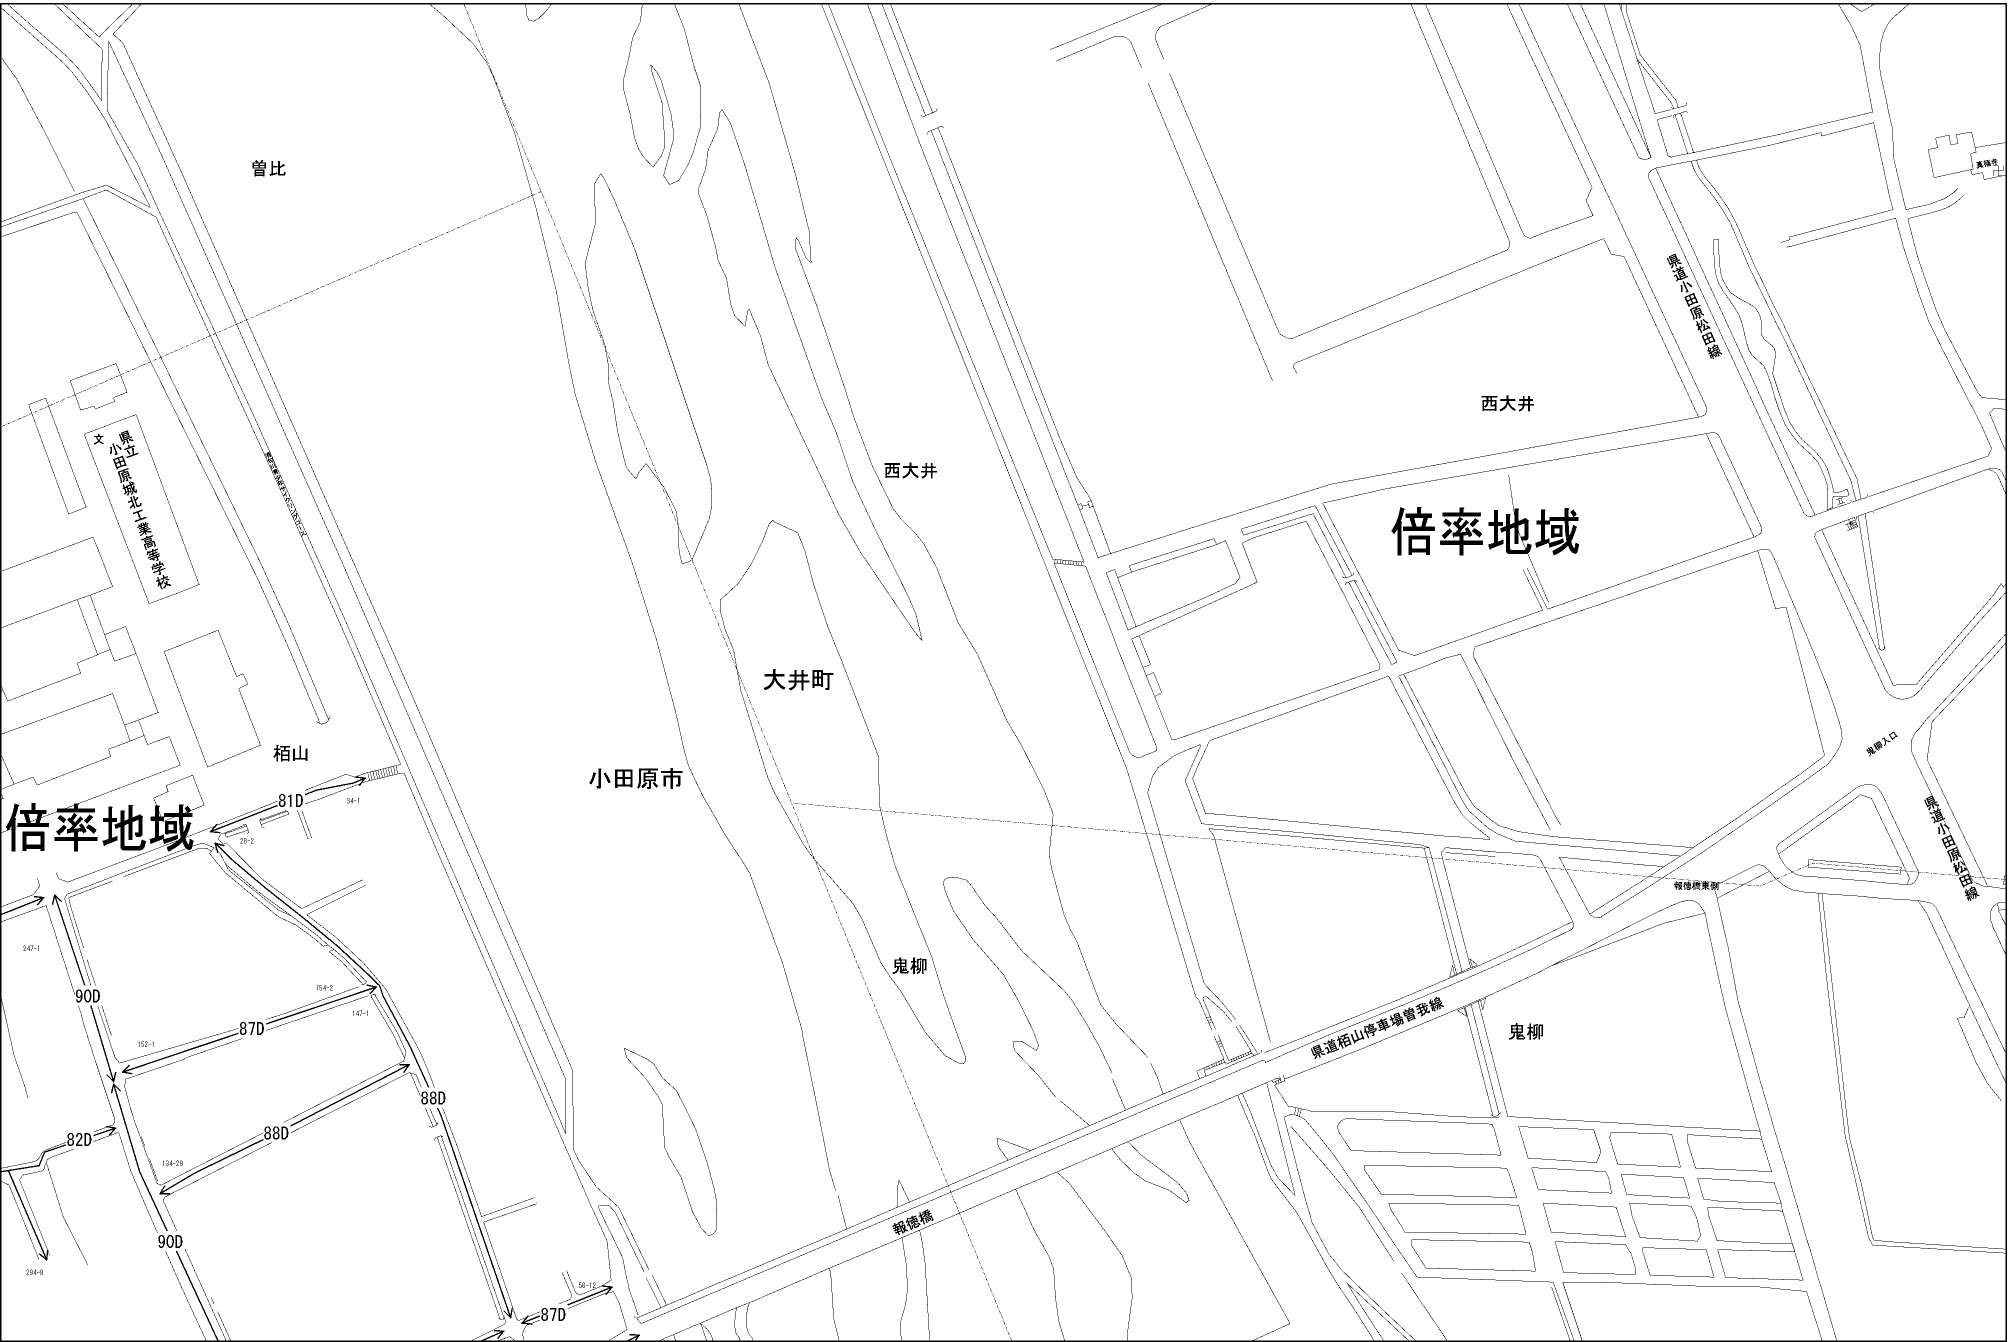 曽比
真福寺
県道小田原松田線
西大井
西大井
文
県立
小田原城北工業高等学校
倍率地域
大井町
栢山
小田原市
鬼柳入口
81D
34-1
倍率地域
28-2
県道小田原松田線
報徳橋東側
247-1
鬼柳
90D
154-2
147-1
87D
152-1
県道栢山停車場曽我線
鬼柳
88D
88D
82D
134-29
報徳橋
90D
294-8
56-12
87D